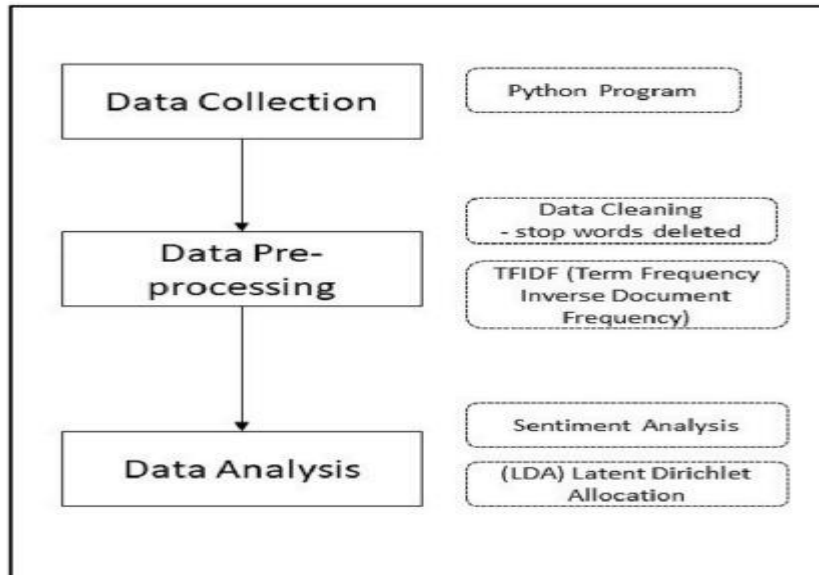 Data Collection
Python Program
Data Pre-
processing
Data Cleaning
- stop words deleted
TFIDF (Term Frequency
Inverse Document
Frequency)
Data Analysis
Sentiment Analysis
(LDA) Latent Dirichlet
Allocation